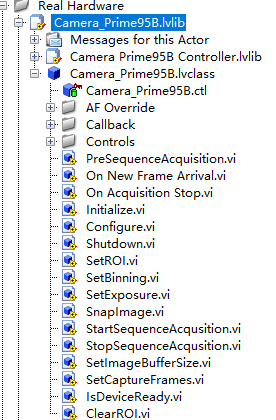 Real Hardware
Camera_Prime95B.lvlib
Messages for this Actor
Camera Prime95B Controller.lvlib
Camera_Prime95B.lvclass
Camera_Prime95B.ctl
AF Override
Callback
Controls
PreSequenceAcquisition.vi
On New Frame Arrival.vi
On Acquisition Stop.vi
Initialize.vi
Configure.vi
Shutdown.vi
SetROI.vi
SetBinning.vi
SetExposure.vi
SnapImage.vi
StartSequenceAcqusition.vi
StopSequenceAcqusition.vi
SetImageBufferSize.vi
SetCaptureFrames.vi
IsDeviceReady.vi
ClearROI.vi